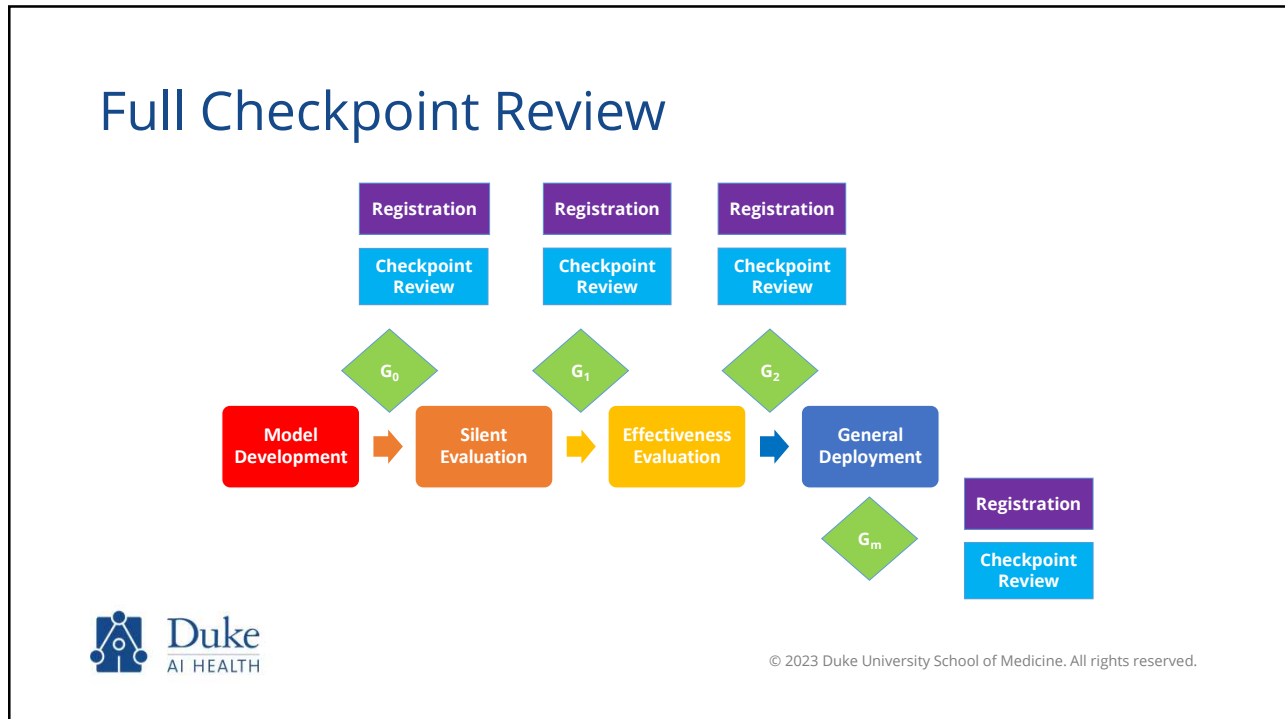 Full Checkpoint Review
Registration
Registration
Registration
Checkpoint
Review
Checkpoint
Review
Checkpoint
Review
G₀
G₁
G₂
Model
Development
Silent
Evaluation
Effectiveness
Evaluation
General
Deployment
Gₘ
Registration
Checkpoint
Review
Duke
AI HEALTH
© 2023 Duke University School of Medicine. All rights reserved.